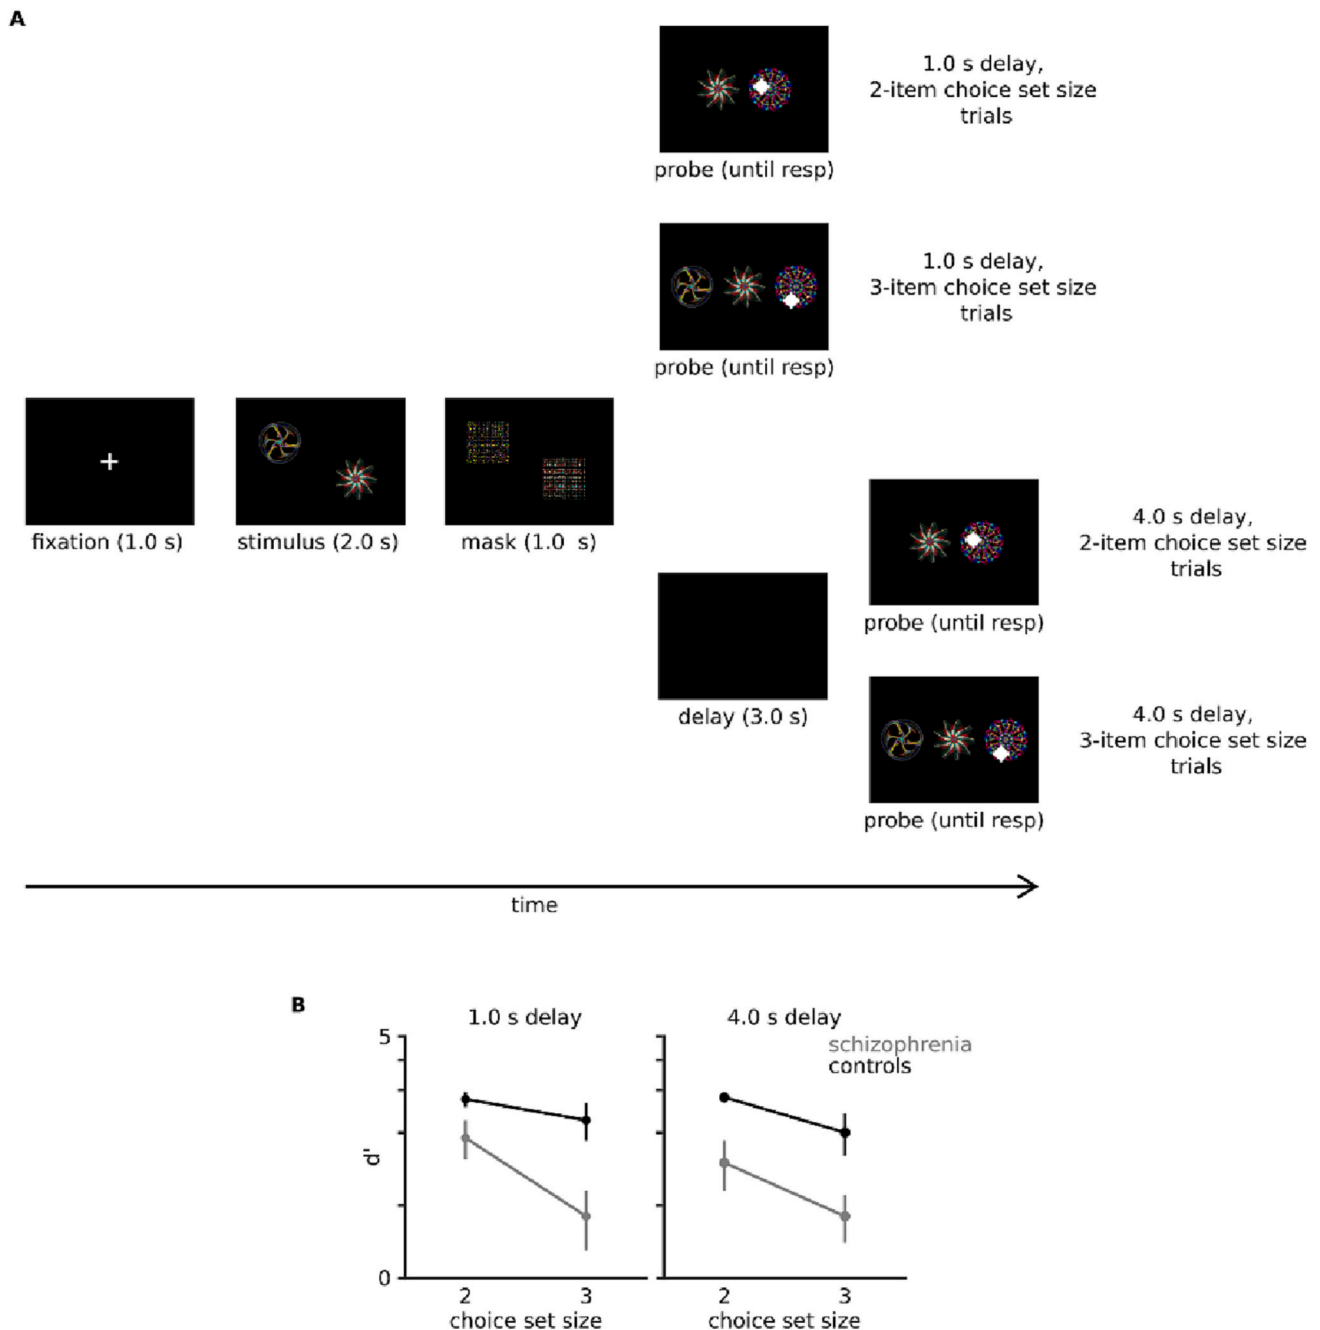 A
1.0 s delay,
2-item choice set size
trials
probe (until resp)
1.0 s delay,
3-item choice set size
trials
probe (until resp)
fixation (1.0 s)
stimulus (2.0 s)
mask (1.0 s)
4.0 s delay,
2-item choice set size
trials
probe (until resp)
delay (3.0 s)
4.0 s delay,
3-item choice set size
trials
probe (until resp)
time
B
1.0 s delay
4.0 s delay
schizophrenia
controls
5
d'
0
2
3
choice set size
2
3
choice set size